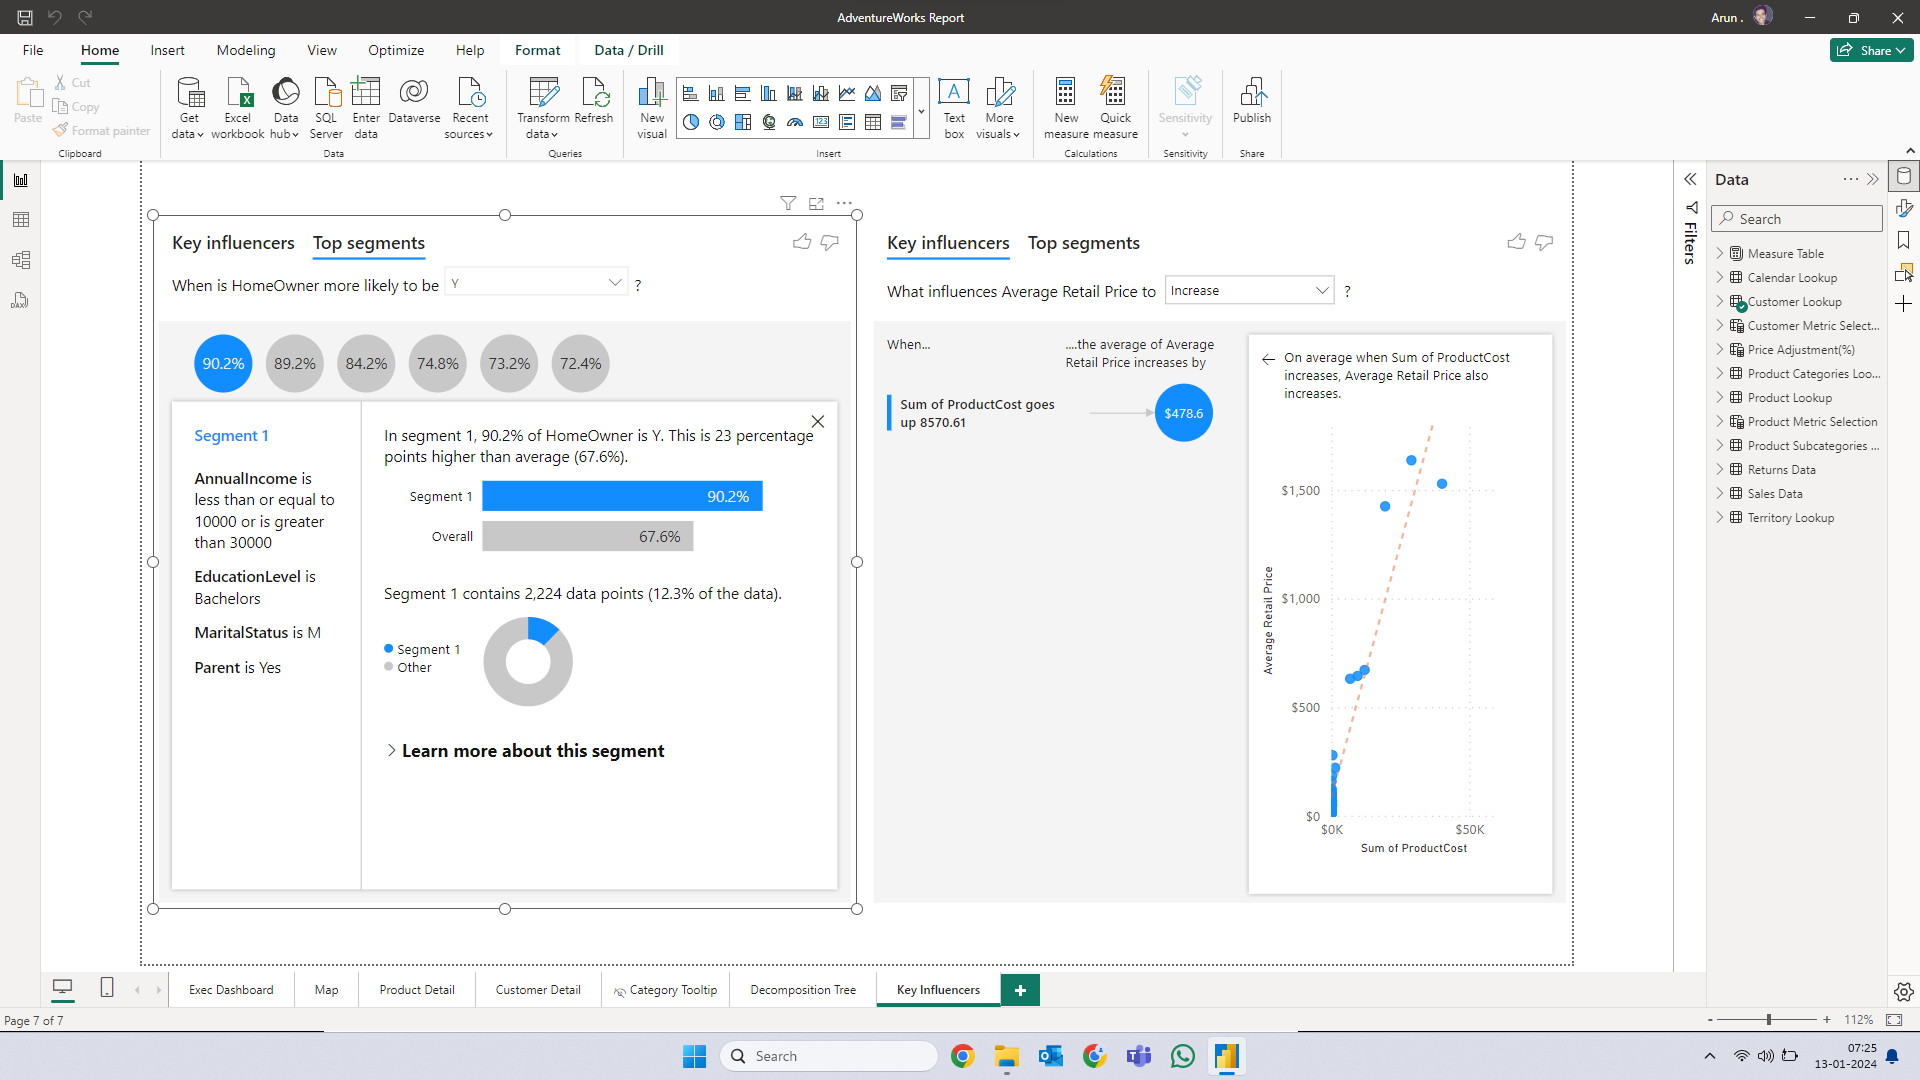 AdventureWorks Report
Arun .
File
Home
Insert
Modeling
View
Optimize
Help
Format
Data / Drill
Share
Paste
Cut
Copy
Format painter
Clipboard
Get data
Excel workbook
Data hub
SQL Server
Enter data
Dataverse
Recent sources
Data
Transform data
Refresh
Queries
New visual
Text box
More visuals
Insert
New measure
Quick measure
Calculations
Sensitivity
Sensitivity
Publish
Share
Key influencers
Top segments
When is HomeOwner more likely to be
Y
?
90.2%
89.2%
84.2%
74.8%
73.2%
72.4%
Segment 1
AnnualIncome is
less than or equal to
10000 or is greater
than 30000
EducationLevel is
Bachelors
MaritalStatus is M
Parent is Yes
In segment 1, 90.2% of HomeOwner is Y. This is 23 percentage
points higher than average (67.6%).
Segment 1
90.2%
Overall
67.6%
Segment 1 contains 2,224 data points (12.3% of the data).
Segment 1
Other
Learn more about this segment
Key influencers
Top segments
What influences Average Retail Price to
Increase
?
When...
....the average of Average
Retail Price increases by
Sum of ProductCost goes
up 8570.61
$478.6
On average when Sum of ProductCost
increases, Average Retail Price also
increases.
Average Retail Price
$1,500
$1,000
$500
$0
$0K
$50K
Sum of ProductCost
Filters
Data
Search
Measure Table
Calendar Lookup
Customer Lookup
Customer Metric Select...
Price Adjustment(%)
Product Categories Loo...
Product Lookup
Product Metric Selection
Product Subcategories ...
Returns Data
Sales Data
Territory Lookup
DAX
Exec Dashboard
Map
Product Detail
Customer Detail
Category Tooltip
Decomposition Tree
Key Influencers
+
Page 7 of 7
-
+
112%
Search
07:25
13-01-2024